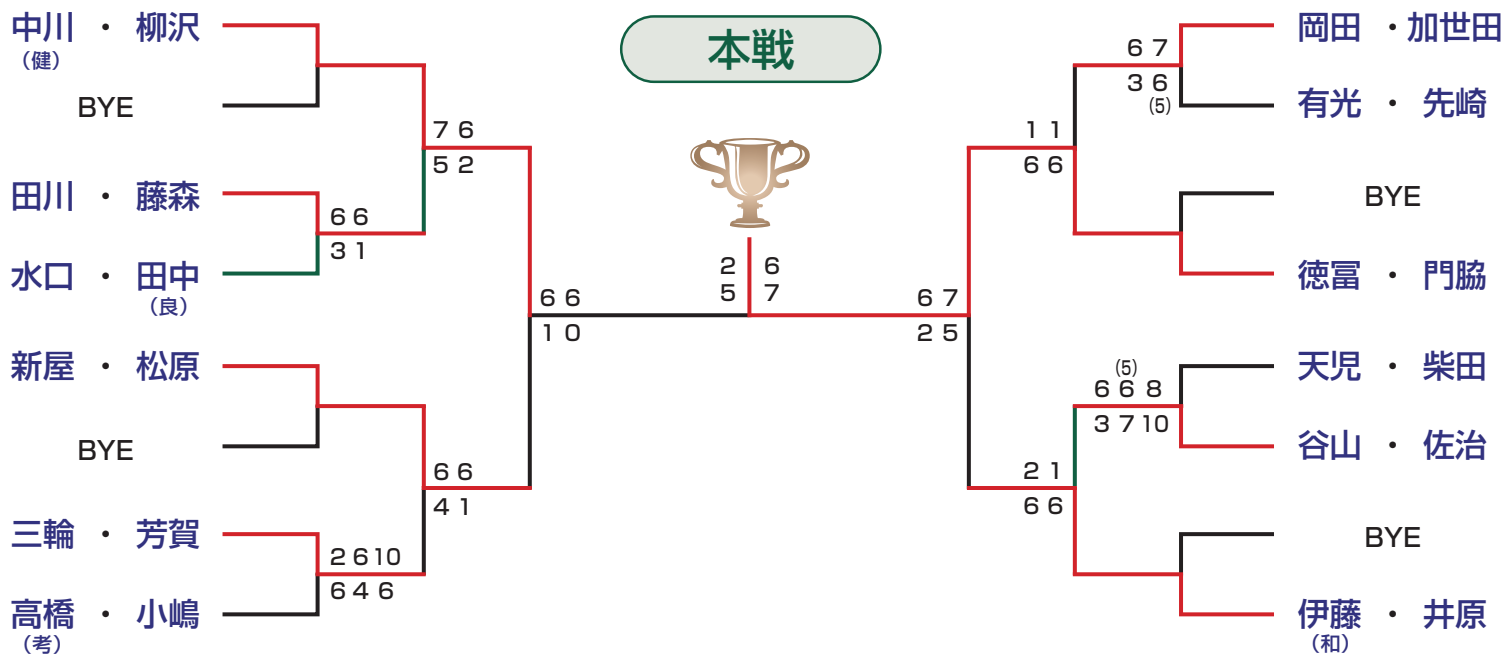 本戦
中川 ・ 柳沢
(健)
BYE
7 6
5 2
田川 ・ 藤森
6 6
3 1
水口 ・ 田中
(良)
6 6
1 0
新屋 ・ 松原
BYE
6 6
4 1
三輪 ・ 芳賀
2 6 10
6 4 6
高橋 ・ 小嶋
(考)
2 6
5 7
岡田 ・ 加世田
6 7
3 6
(5)
有光 ・ 先崎
1 1
6 6
BYE
徳冨 ・ 門脇
6 7
2 5
天児 ・ 柴田
(5)
6 6 8
3 7 10
谷山 ・ 佐治
2 1
6 6
BYE
伊藤 ・ 井原
(和)